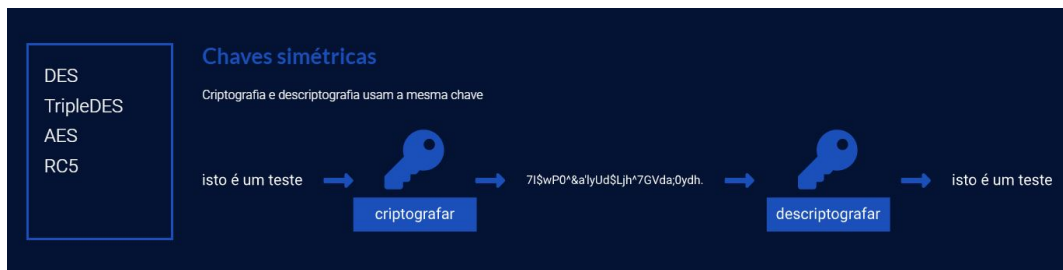 DES
TripleDES
AES
RC5
Chaves simétricas
Criptografia e descriptografia usam a mesma chave
isto é um teste
criptografar
7I$wP0^&a'lyUd$Ljh^7GVda;0ydh.
descriptografar
isto é um teste